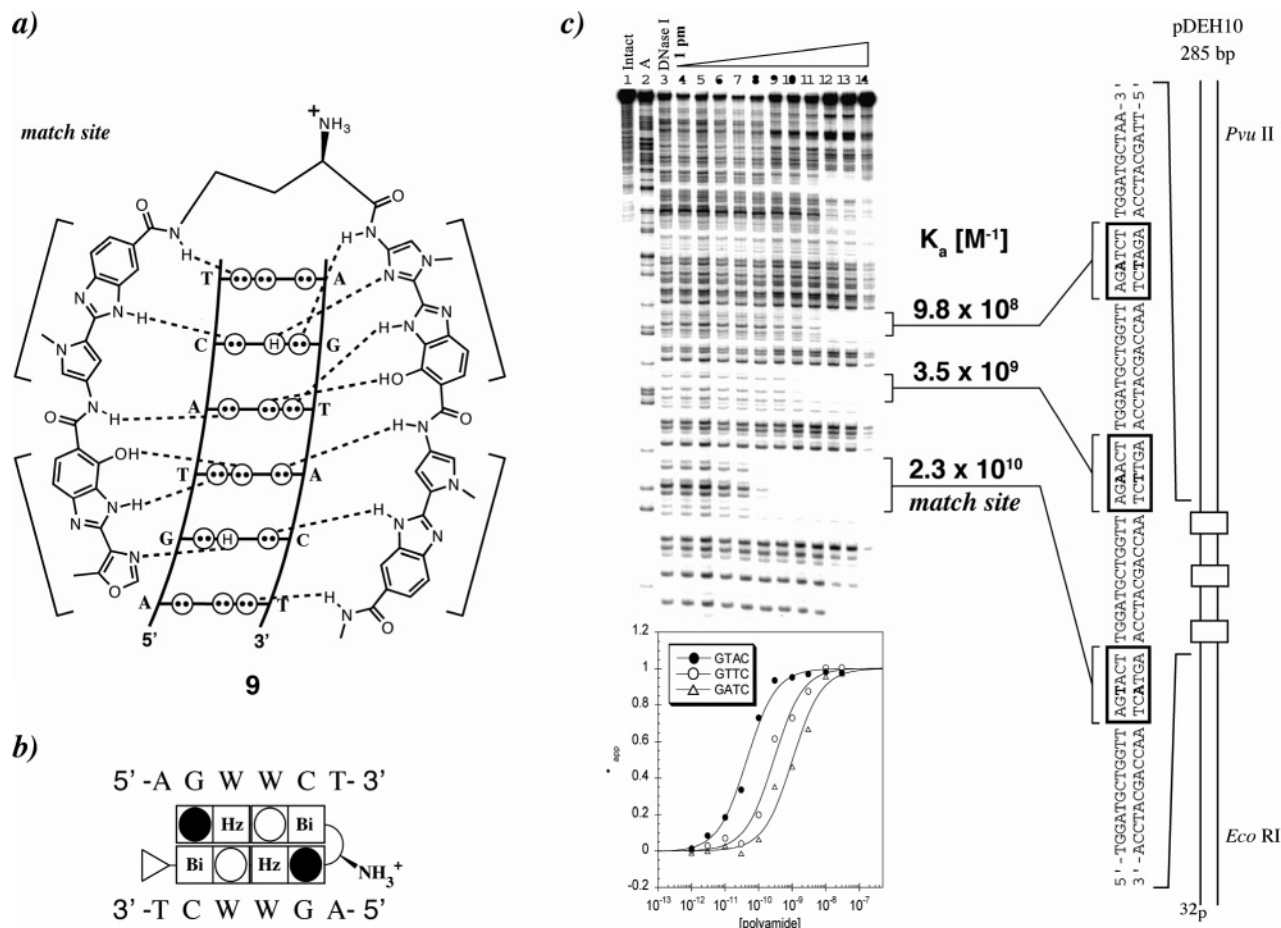 a)
match site
+
NH3
O
N
H
O
H N
N
N
T A
N
N
H
H
N
N
C H G
N
N
N
H
N
HO
O
N H
A T
O
OH
H N
T A
N
N
H
N
N
G H C
H
N
N
O
A T
H
N
O
5' 3'
9
b)
5' -A G W W C T- 3'
Hz Bi
Bi Hz
NH3+
3'-T C W W G A- 5'
c)
Intact
A
DNase I
1 pm
1 2 3 4 5 6 7 8 9 10 11 12 13 14
Ka [M-1]
9.8 x 10^8
3.5 x 10^9
2.3 x 10^10
match site
1.2
1
0.8
0.6
0.4
0.2
0
-0.2
app
GTAC
GTTC
GATC
10^-13 10^-12 10^-11 10^-10 10^-9 10^-8 10^-7
[polyamide]
pDEH10
285 bp
Pvu II
Eco RI
32p
5'-TGGATGCTGGTT AGTACT TGGATGCTGGTT AGAACT TGGATGCTGGTT AGATCT TGGATGCTAA-3'
3'-ACCTACGACCAA TCATGA ACCTACGACCAA TCTTGA ACCTACGACCAA TCTAGA ACCTACGATT-5'